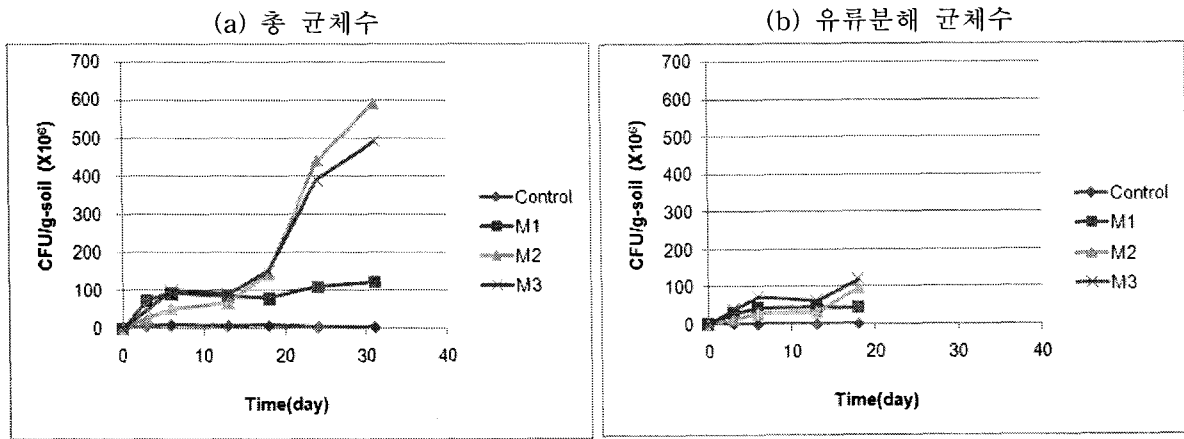 (a) 총 균체수
700
600
500
400
300
200
100
0
0 10 20 30 40
CFU/g-soil (X10⁶)
Time(day)
Control
M1
M2
M3
(b) 유류분해 균체수
700
600
500
400
300
200
100
0
0 10 20 30 40
CFU/g-soil (X10⁶)
Time(day)
Control
M1
M2
M3